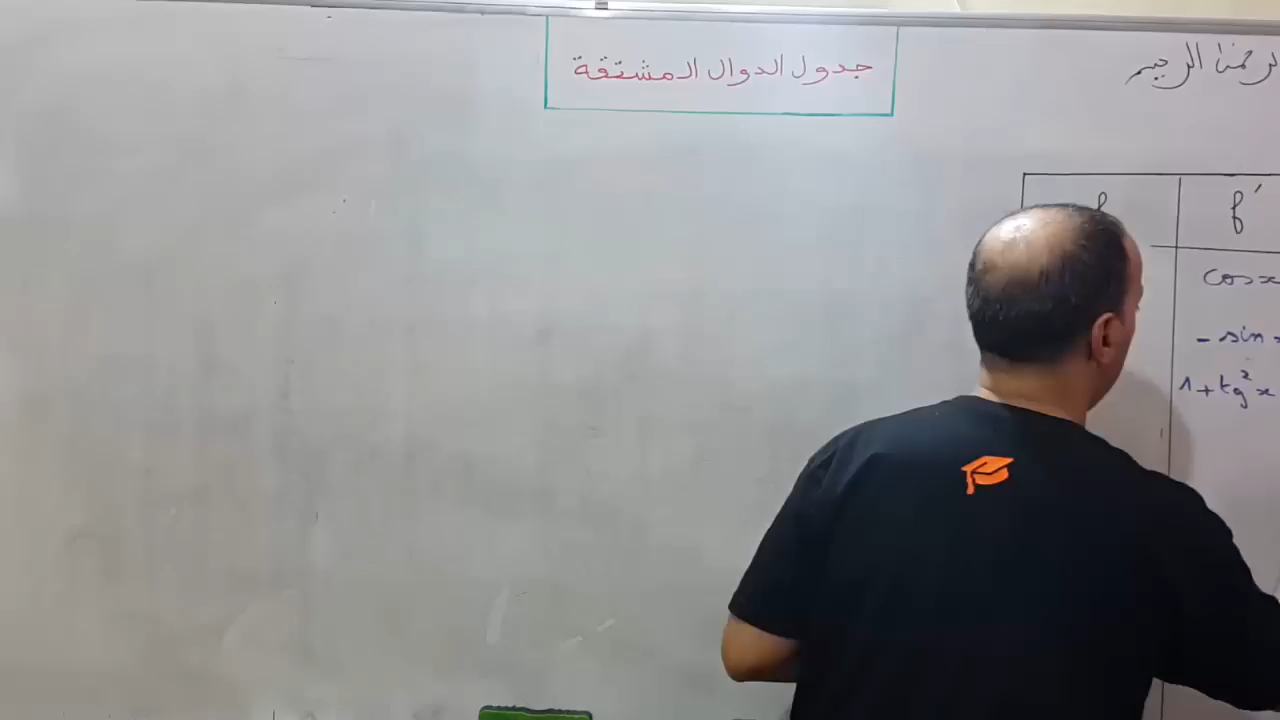 الرحمن الرحيم
جدول الدوال المشتقة
f'
cos x
- sin x
1 + tg² x